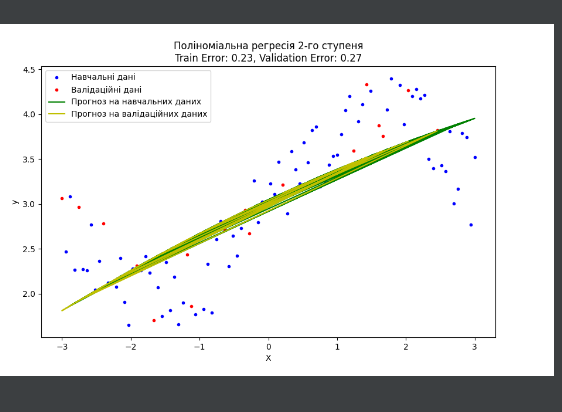 Поліноміальна регресія 2-го ступеня
Train Error: 0.23, Validation Error: 0.27
Навчальні дані
Валідаційні дані
Прогноз на навчальних даних
Прогноз на валідаційних даних
4.5
4.0
3.5
3.0
2.5
2.0
y
−3
−2
−1
0
1
2
3
X